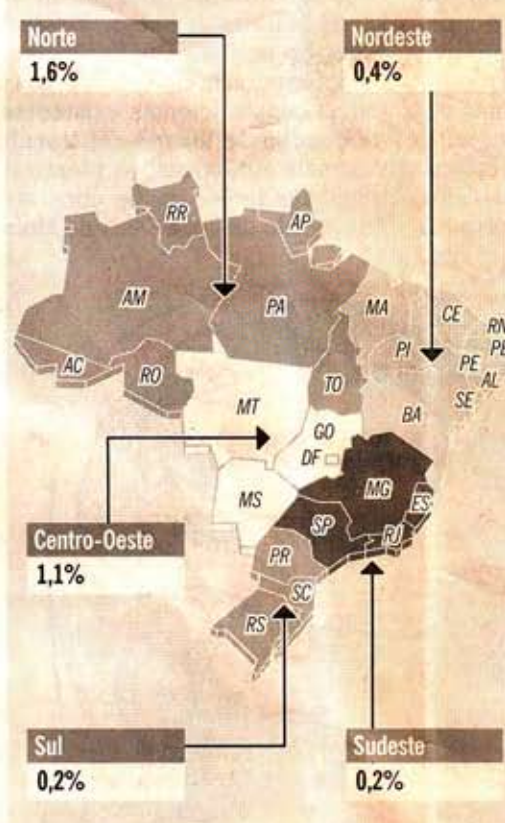 Norte
1,6%
Nordeste
0,4%
RR
AP
AM
PA
MA
CE
RN
PI
PE
AL
SE
AC
RO
TO
MT
BA
GO
DF
MG
ES
MS
SP
RJ
Centro-Oeste
1,1%
PR
SC
RS
Sul
0,2%
Sudeste
0,2%